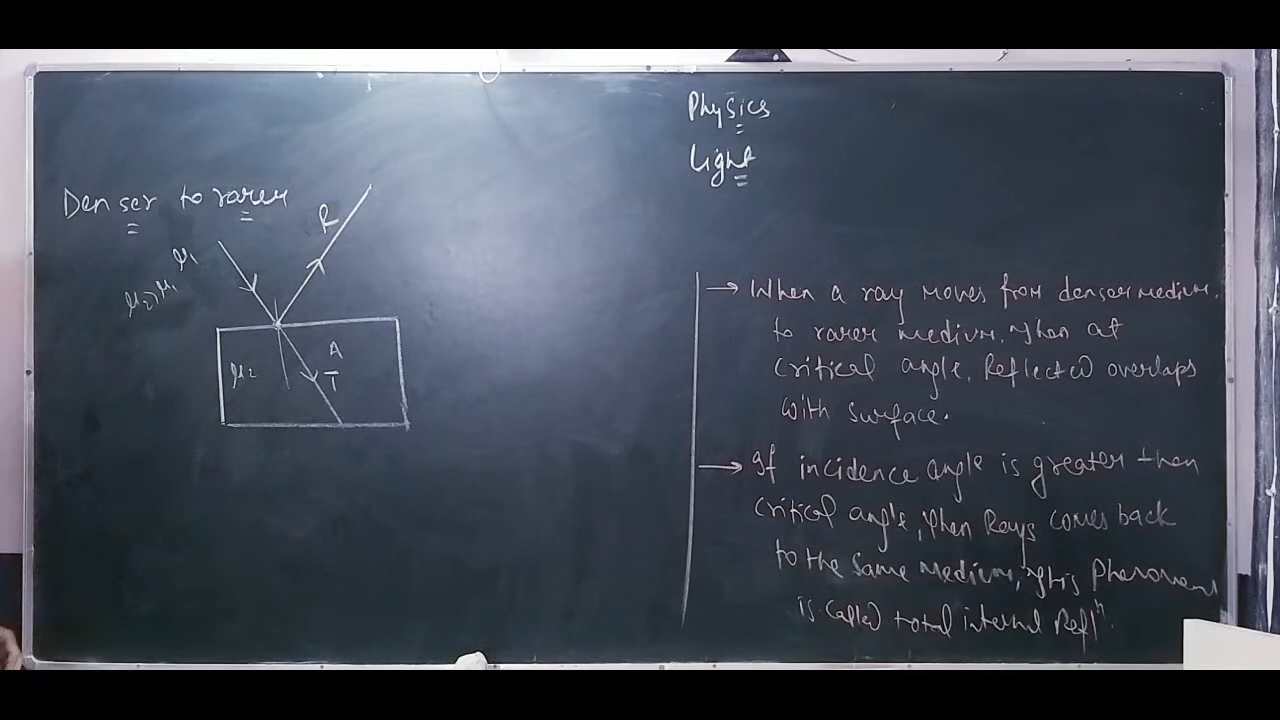 Physics
Light
Denser to rarer
R
μ₁
μ₂>μ₁
μ₂
A
T
→ When a ray moves from denser medium.
to rarer medium. then at
critical angle. Reflected overlaps
with surface.
→ If incidence angle is greater then
critical angle, then Rays comes back
to the same medium, this Phenomena
is called total internal Reflⁿ.